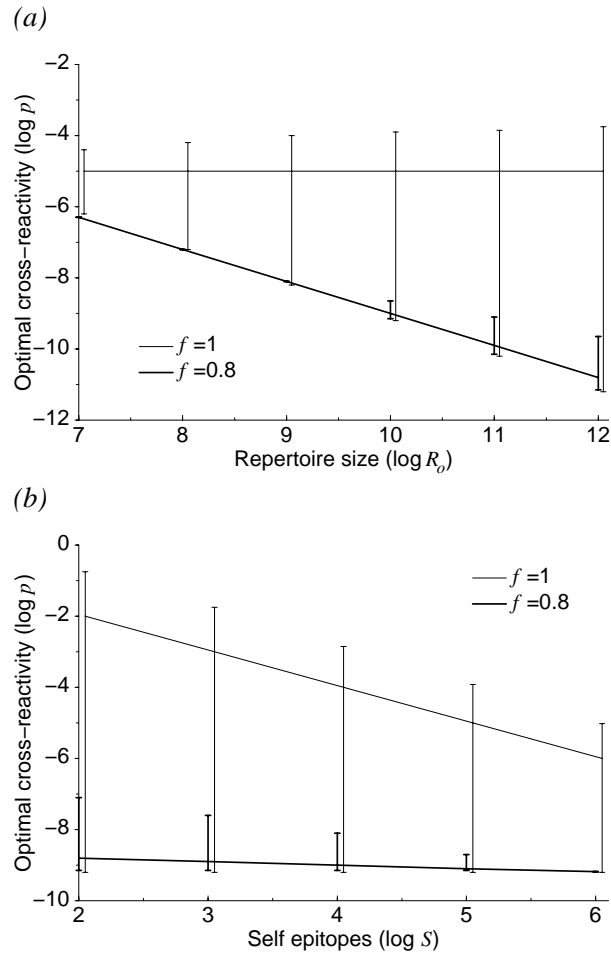 (a)
−2
−4
−6
−8
−10
−12
Optimal cross−reactivity (log p)
f =1
f =0.8
7 8 9 10 11 12
Repertoire size (log Ro)
(b)
0
−2
−4
−6
−8
−10
Optimal cross−reactivity (log p)
f =1
f =0.8
2 3 4 5 6
Self epitopes (log S)